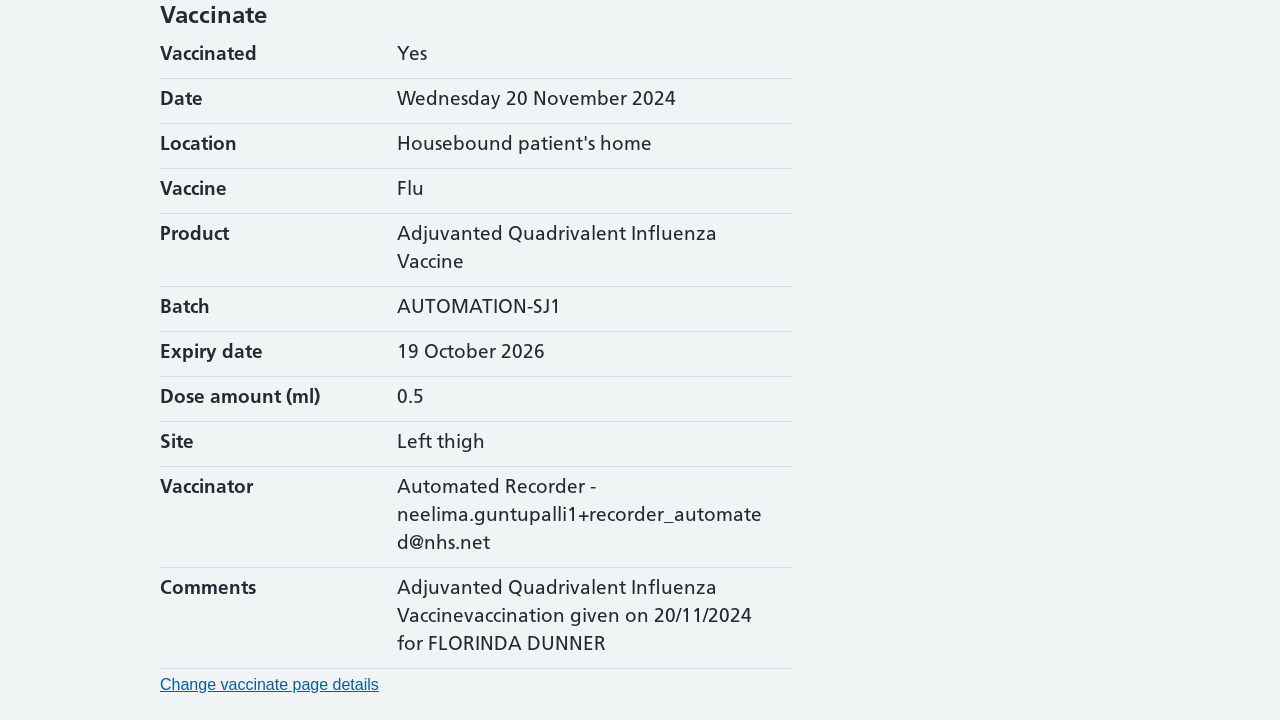 Vaccinate
Vaccinated Yes
Date Wednesday 20 November 2024
Location Housebound patient's home
Vaccine Flu
Product Adjuvanted Quadrivalent Influenza
Vaccine
Batch AUTOMATION-SJ1
Expiry date 19 October 2026
Dose amount (ml) 0.5
Site Left thigh
Vaccinator Automated Recorder -
neelima.guntupalli1+recorder_automate
d@nhs.net
Comments Adjuvanted Quadrivalent Influenza
Vaccinevaccination given on 20/11/2024
for FLORINDA DUNNER
Change vaccinate page details